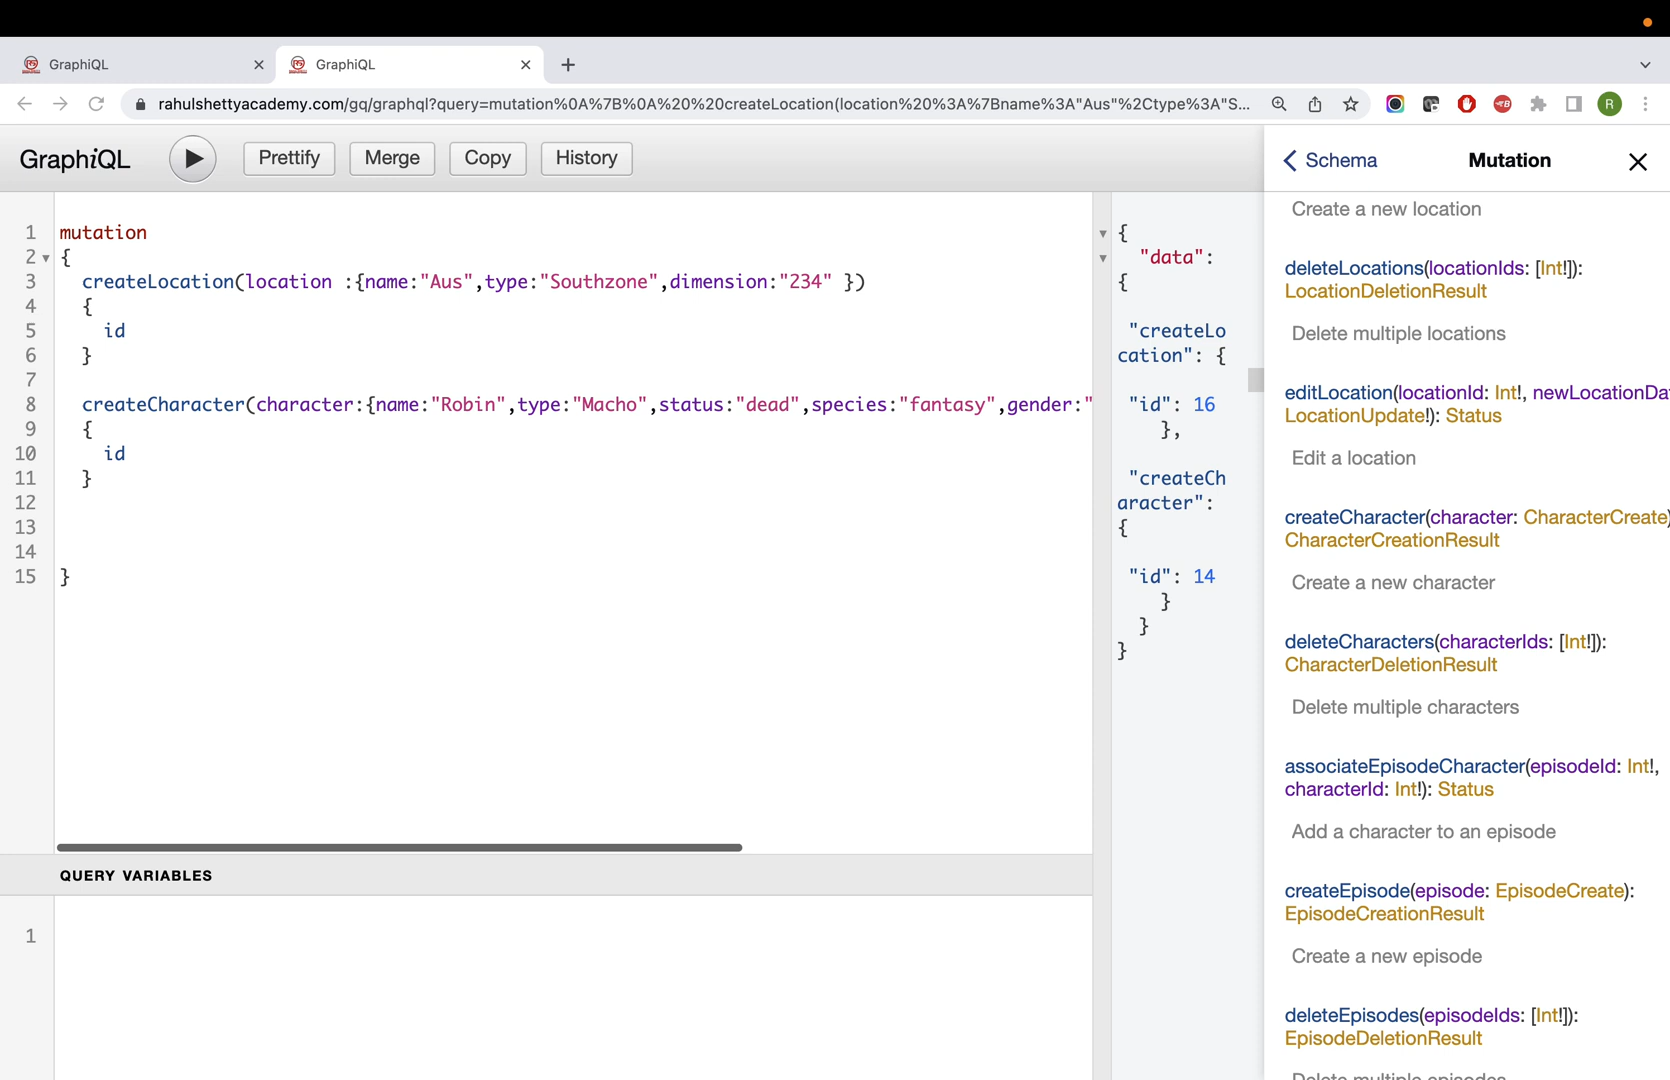 GraphiQL
GraphiQL
rahulshettyacademy.com/gq/graphql?query=mutation%0A%7B%0A%20%20createLocation(location%20%3A%7Bname%3A"Aus"%2Ctype%3A"S...
R
GraphiQL
Prettify
Merge
Copy
History
1 mutation
2 {
3 createLocation(location :{name:"Aus",type:"Southzone",dimension:"234" })
4 {
5 id
6 }
7
8 createCharacter(character:{name:"Robin",type:"Macho",status:"dead",species:"fantasy",gender:"
9 {
10 id
11 }
12
13
14
15 }
QUERY VARIABLES
1
{
"data":
{
"createLo
cation": {
"id": 16
},
"createCh
aracter":
{
"id": 14
}
}
}
Schema
Mutation
Create a new location
deleteLocations(locationIds: [Int!]):
LocationDeletionResult
Delete multiple locations
editLocation(locationId: Int!, newLocationDa
LocationUpdate!): Status
Edit a location
createCharacter(character: CharacterCreate)
CharacterCreationResult
Create a new character
deleteCharacters(characterIds: [Int!]):
CharacterDeletionResult
Delete multiple characters
associateEpisodeCharacter(episodeId: Int!,
characterId: Int!): Status
Add a character to an episode
createEpisode(episode: EpisodeCreate):
EpisodeCreationResult
Create a new episode
deleteEpisodes(episodeIds: [Int!]):
EpisodeDeletionResult
Delete multiple episodes